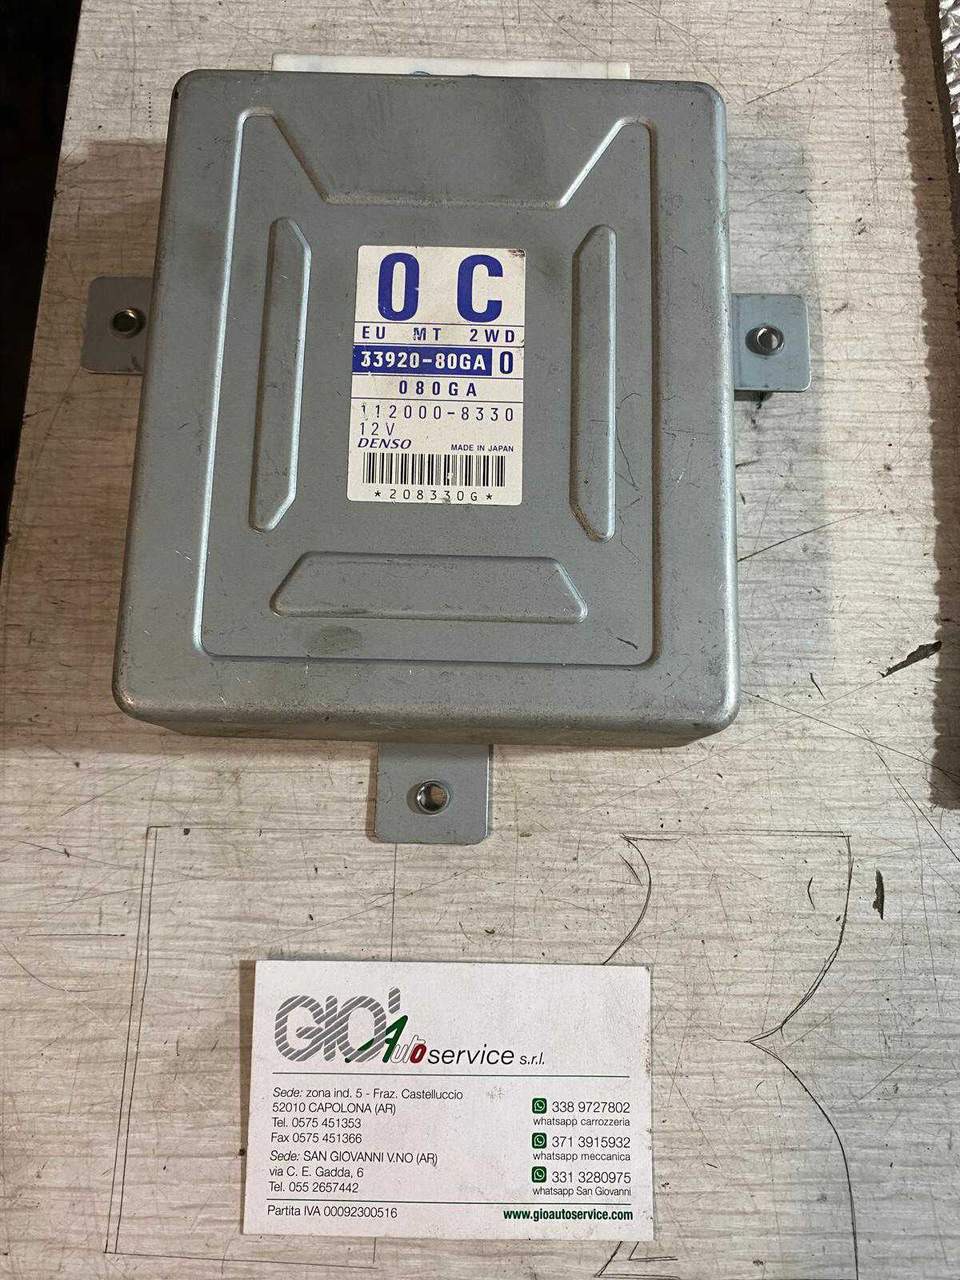 0 C
EU MT 2WD
33920-80GA 0
080GA
112000-8330
12V
DENSO MADE IN JAPAN
*208330G*
GIO' Auto service s.r.l.
Sede: zona ind. 5 - Fraz. Castelluccio
52010 CAPOLONA (AR)
Tel. 0575 451353
Fax 0575 451366
Sede: SAN GIOVANNI V.NO (AR)
via C. E. Gadda, 6
Tel. 055 2657442
338 9727802
whatsapp carrozzeria
371 3915932
whatsapp meccanica
331 3280975
whatsapp San Giovanni
Partita IVA 00092300516
www.gioautoservice.com